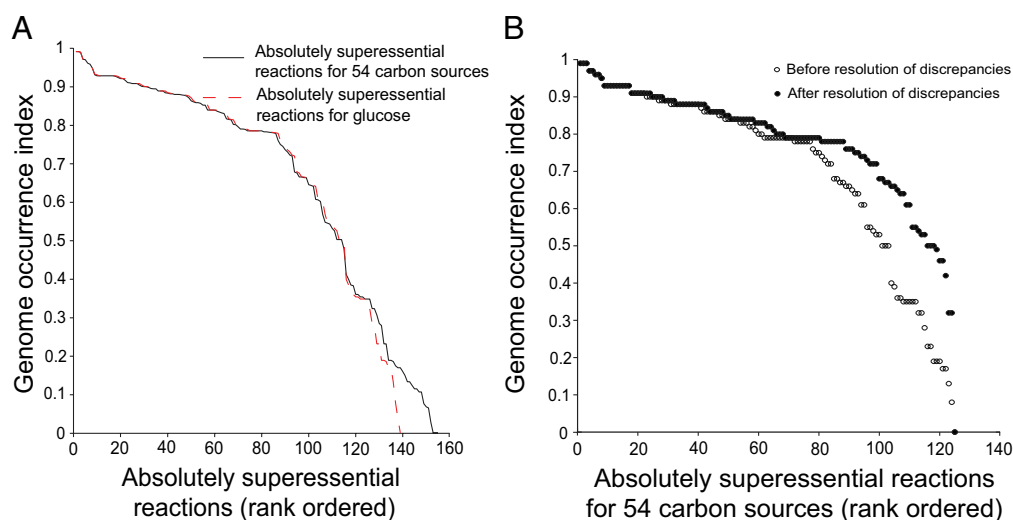 A
Genome occurrence index
1
0.9
0.8
0.7
0.6
0.5
0.4
0.3
0.2
0.1
0
0 20 40 60 80 100 120 140 160
Absolutely superessential
reactions for 54 carbon sources
Absolutely superessential
reactions for glucose
Absolutely superessential
reactions (rank ordered)
B
Genome occurrence index
1
0.9
0.8
0.7
0.6
0.5
0.4
0.3
0.2
0.1
0
0 20 40 60 80 100 120 140
Before resolution of discrepancies
After resolution of discrepancies
Absolutely superessential reactions
for 54 carbon sources (rank ordered)